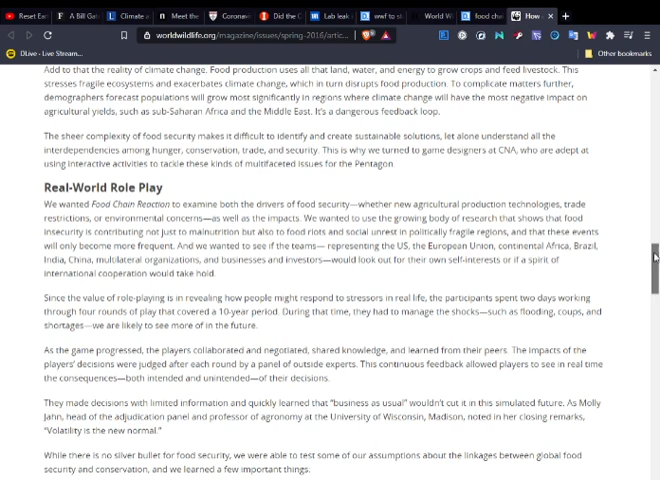 Reset Ear
A Bill Gat
Climate a
Meet the
Coronav
Did the C
Lab leak
wwf to st
World W
food chai
How
worldwildlife.org/magazine/issues/spring-2016/artic...
DLive - Live Stream...
Other bookmarks
Add to that the reality of climate change. Food production uses all that land, water, and energy to grow crops and feed livestock. This
stresses fragile ecosystems and exacerbates climate change, which in turn disrupts food production. To complicate matters further,
demographers forecast populations will grow most significantly in regions where climate change will have the most negative impact on
agricultural yields, such as sub-Saharan Africa and the Middle East. It's a dangerous feedback loop.
The sheer complexity of food security makes it difficult to identify and create sustainable solutions, let alone understand all the
interdependencies among hunger, conservation, trade, and security. This is why we turned to game designers at CNA, who are adept at
using interactive activities to tackle these kinds of multifaceted issues for the Pentagon.
Real-World Role Play
We wanted Food Chain Reaction to examine both the drivers of food security—whether new agricultural production technologies, trade
restrictions, or environmental concerns—as well as the impacts. We wanted to use the growing body of research that shows that food
insecurity is contributing not just to malnutrition but also to food riots and social unrest in politically fragile regions, and that these events
will only become more frequent. And we wanted to see if the teams— representing the US, the European Union, continental Africa, Brazil,
India, China, multilateral organizations, and businesses and investors—would look out for their own self-interests or if a spirit of
international cooperation would take hold.
Since the value of role-playing is in revealing how people might respond to stressors in real life, the participants spent two days working
through four rounds of play that covered a 10-year period. During that time, they had to manage the shocks—such as flooding, coups, and
shortages—we are likely to see more of in the future.
As the game progressed, the players collaborated and negotiated, shared knowledge, and learned from their peers. The impacts of the
players' decisions were judged after each round by a panel of outside experts. This continuous feedback allowed players to see in real time
the consequences—both intended and unintended—of their decisions.
They made decisions with limited information and quickly learned that "business as usual" wouldn't cut it in this simulated future. As Molly
Jahn, head of the adjudication panel and professor of agronomy at the University of Wisconsin, Madison, noted in her closing remarks,
"Volatility is the new normal."
While there is no silver bullet for food security, we were able to test some of our assumptions about the linkages between global food
security and conservation, and we learned a few important things: